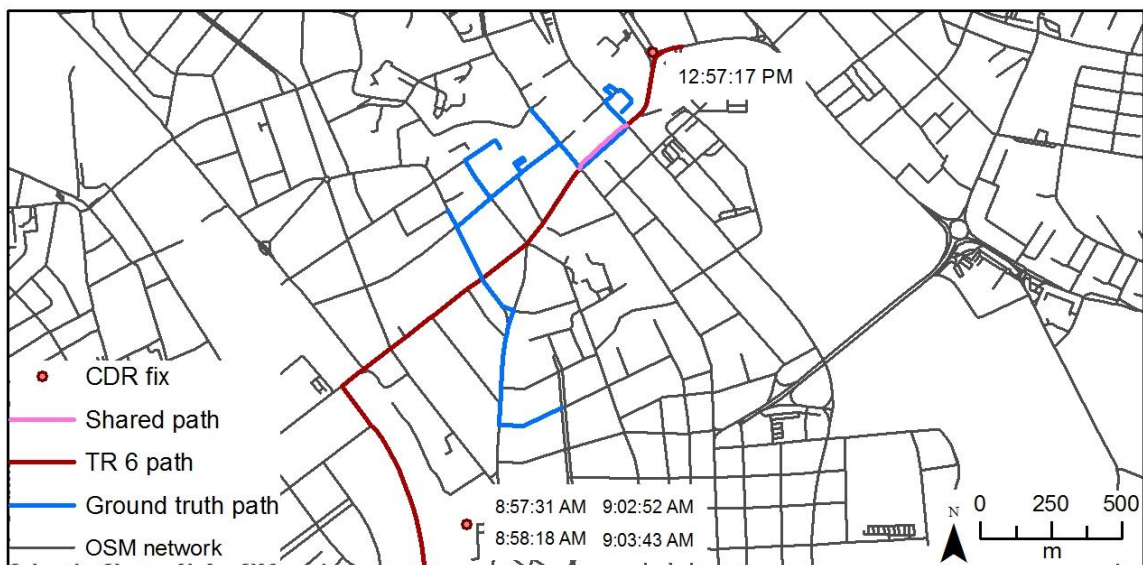 12:57:17 PM
CDR fix
Shared path
TR 6 path
Ground truth path
OSM network
8:57:31 AM 9:02:52 AM
8:58:18 AM 9:03:43 AM
N
0 250 500
m